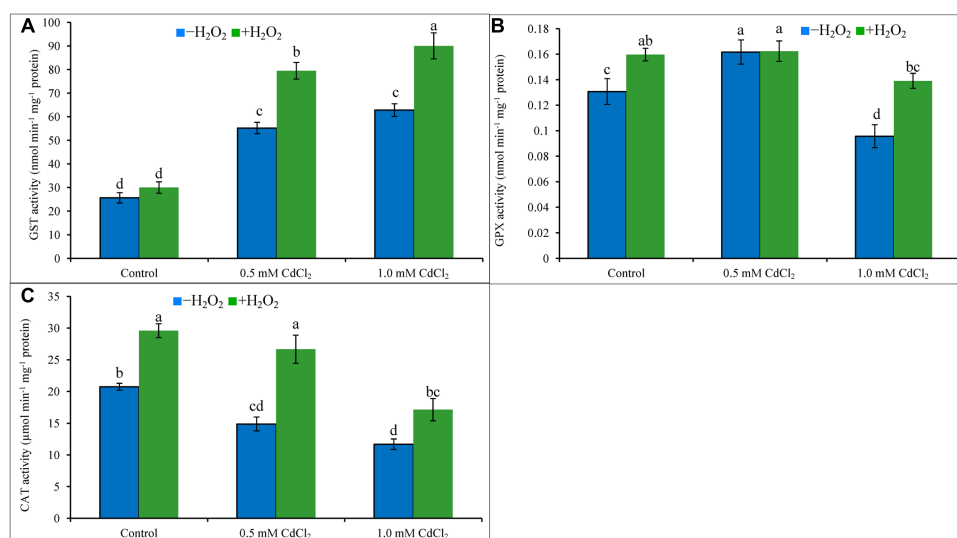 A
−H₂O₂ +H₂O₂
GST activity (nmol min⁻¹ mg⁻¹ protein)
100
90
80
70
60
50
40
30
20
10
0
d
d
c
b
c
a
Control
0.5 mM CdCl₂
1.0 mM CdCl₂
B
−H₂O₂ +H₂O₂
GPX activity (nmol min⁻¹ mg⁻¹ protein)
0.18
0.16
0.14
0.12
0.1
0.08
0.06
0.04
0.02
0
c
ab
a
a
d
bc
Control
0.5 mM CdCl₂
1.0 mM CdCl₂
C
−H₂O₂ +H₂O₂
CAT activity (µmol min⁻¹ mg⁻¹ protein)
35
30
25
20
15
10
5
0
b
a
cd
a
d
bc
Control
0.5 mM CdCl₂
1.0 mM CdCl₂